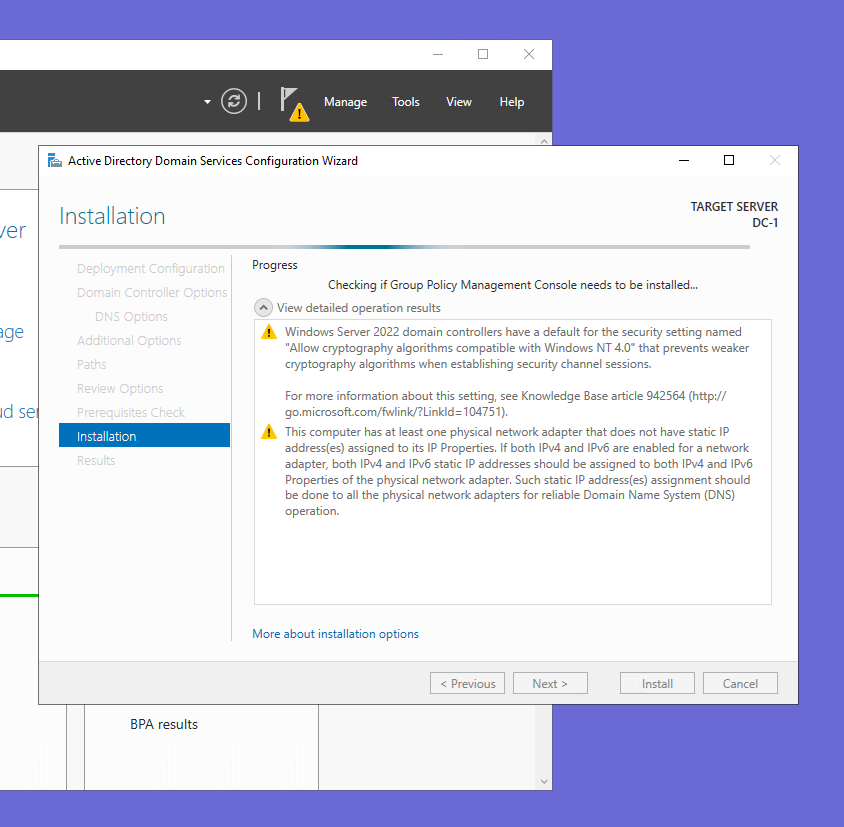 Manage Tools View Help
Active Directory Domain Services Configuration Wizard
Installation
TARGET SERVER
DC-1
ver
age
ud ser
Deployment Configuration
Domain Controller Options
DNS Options
Additional Options
Paths
Review Options
Prerequisites Check
Installation
Results
Progress
Checking if Group Policy Management Console needs to be installed...
View detailed operation results
Windows Server 2022 domain controllers have a default for the security setting named
"Allow cryptography algorithms compatible with Windows NT 4.0" that prevents weaker
cryptography algorithms when establishing security channel sessions.
For more information about this setting, see Knowledge Base article 942564 (http://
go.microsoft.com/fwlink/?LinkId=104751).
This computer has at least one physical network adapter that does not have static IP
address(es) assigned to its IP Properties. If both IPv4 and IPv6 are enabled for a network
adapter, both IPv4 and IPv6 static IP addresses should be assigned to both IPv4 and IPv6
Properties of the physical network adapter. Such static IP address(es) assignment should
be done to all the physical network adapters for reliable Domain Name System (DNS)
operation.
More about installation options
< Previous Next > Install Cancel
BPA results